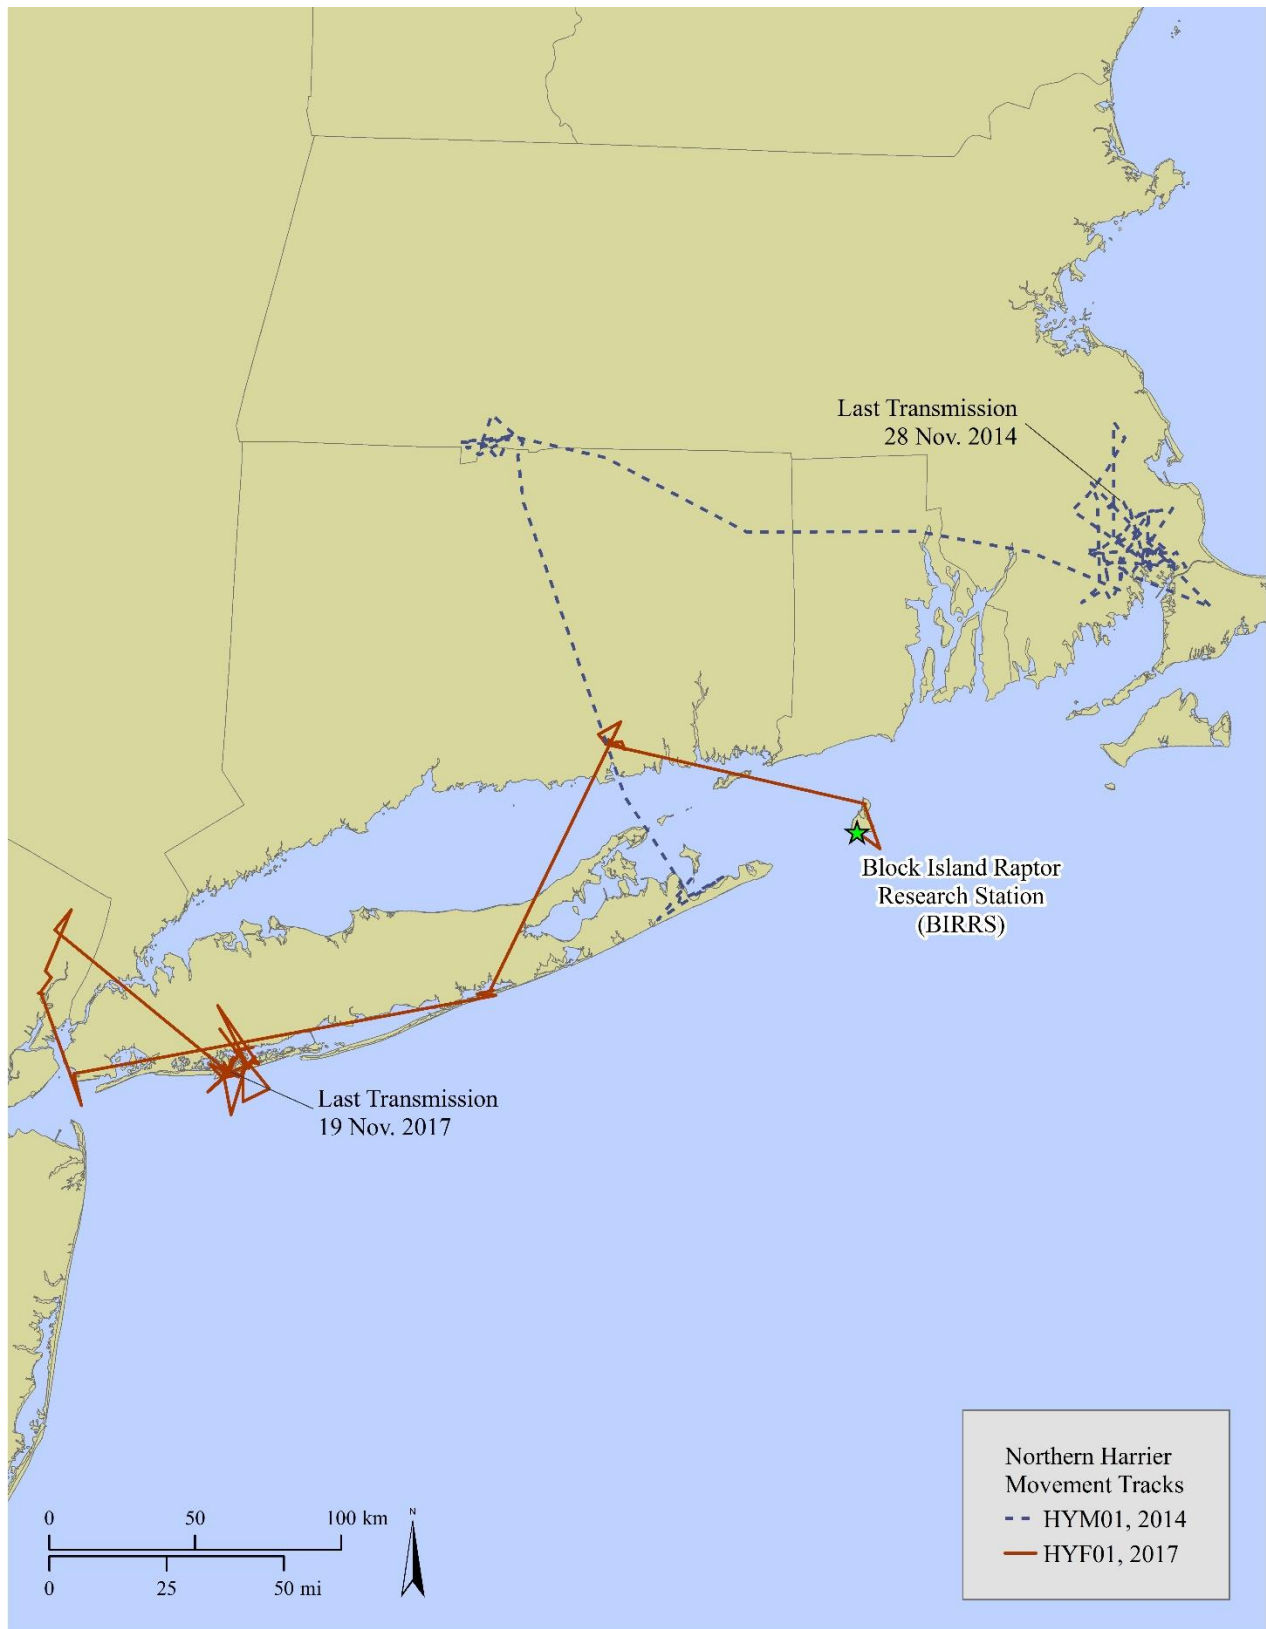 Last Transmission
28 Nov. 2014
Block Island Raptor
Research Station
(BIRRS)
Last Transmission
19 Nov. 2017
Northern Harrier
Movement Tracks
HYM01, 2014
HYF01, 2017
0 50 100 km
0 25 50 mi
N